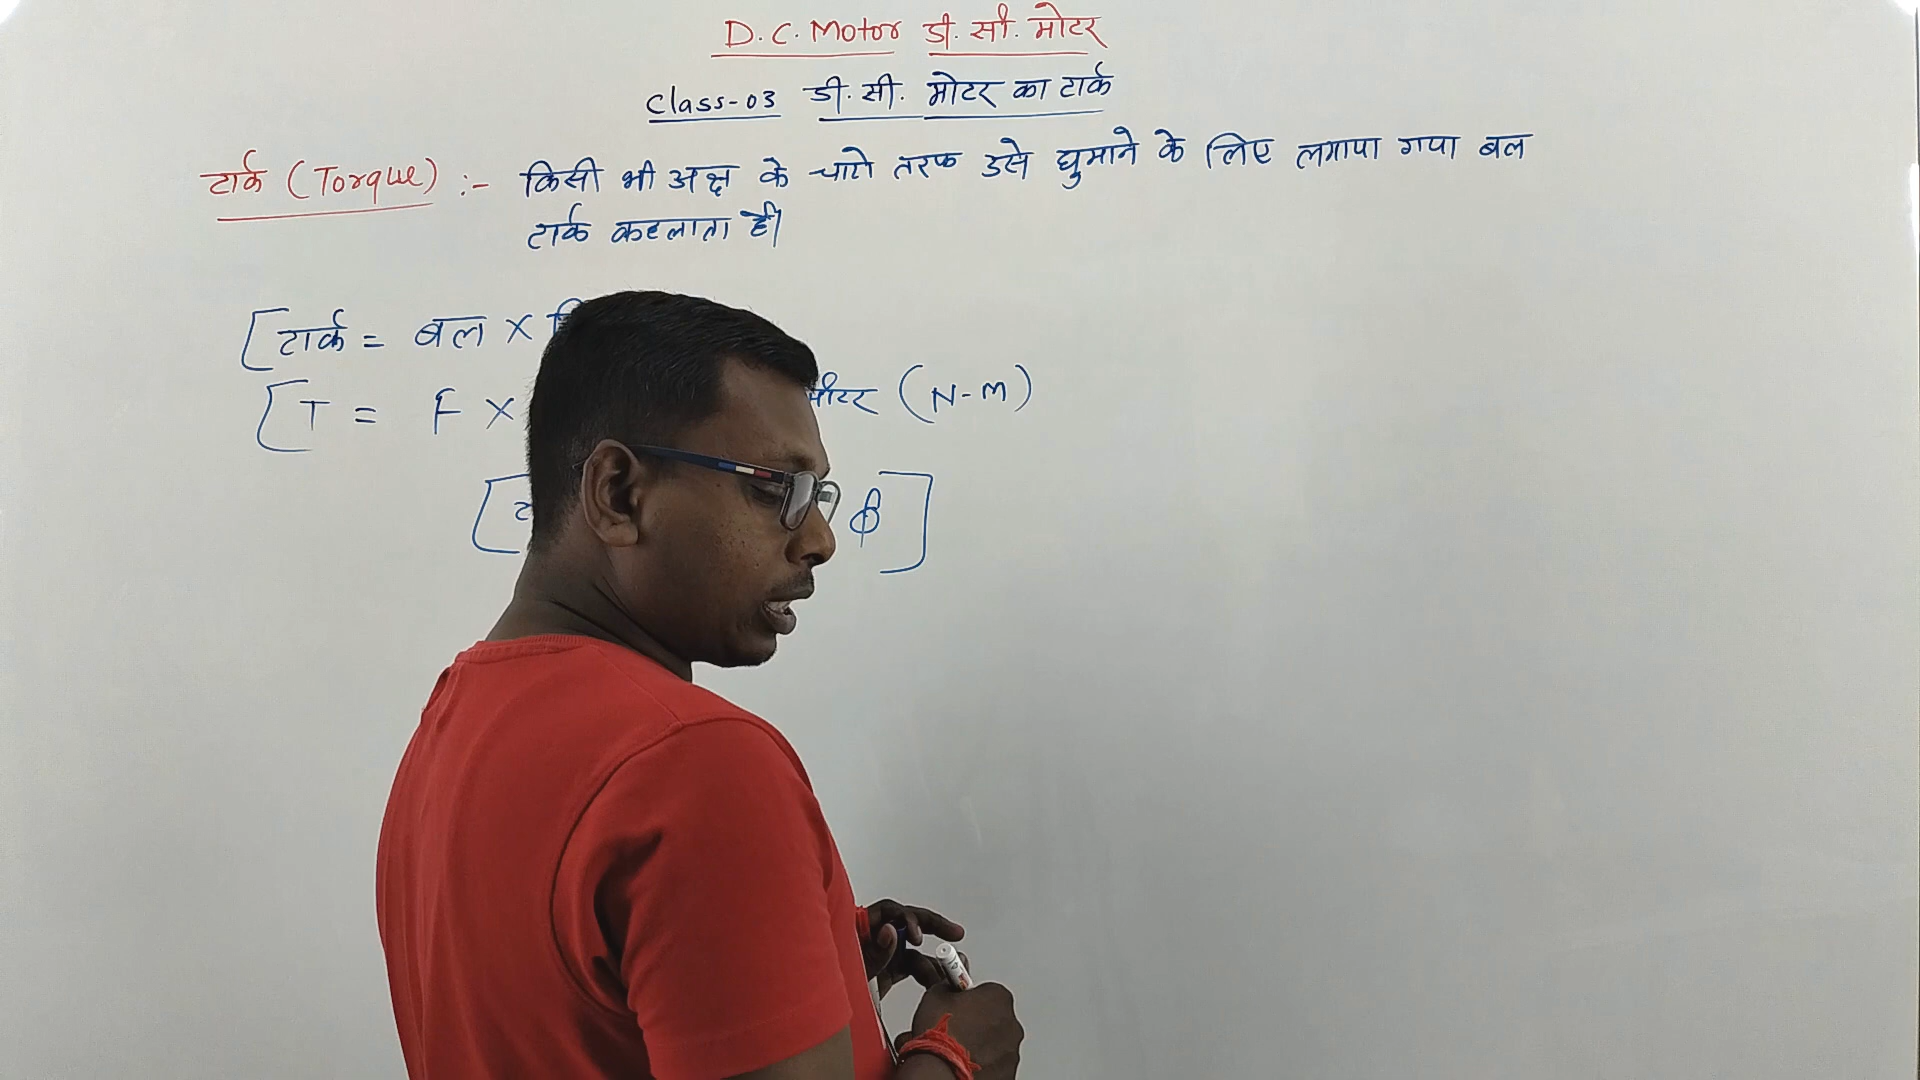 D.C. Motor डी.सी. मोटर
Class-03 डी.सी. मोटर का टार्क
टार्क (Torque) :- किसी भी अक्ष के चारो तरफ उसे घुमाने के लिए लगाया गया बल
टार्क कहलाता है।
[टार्क = बल ×
[T = F × मीटर (N-m)
[ ϕ ]